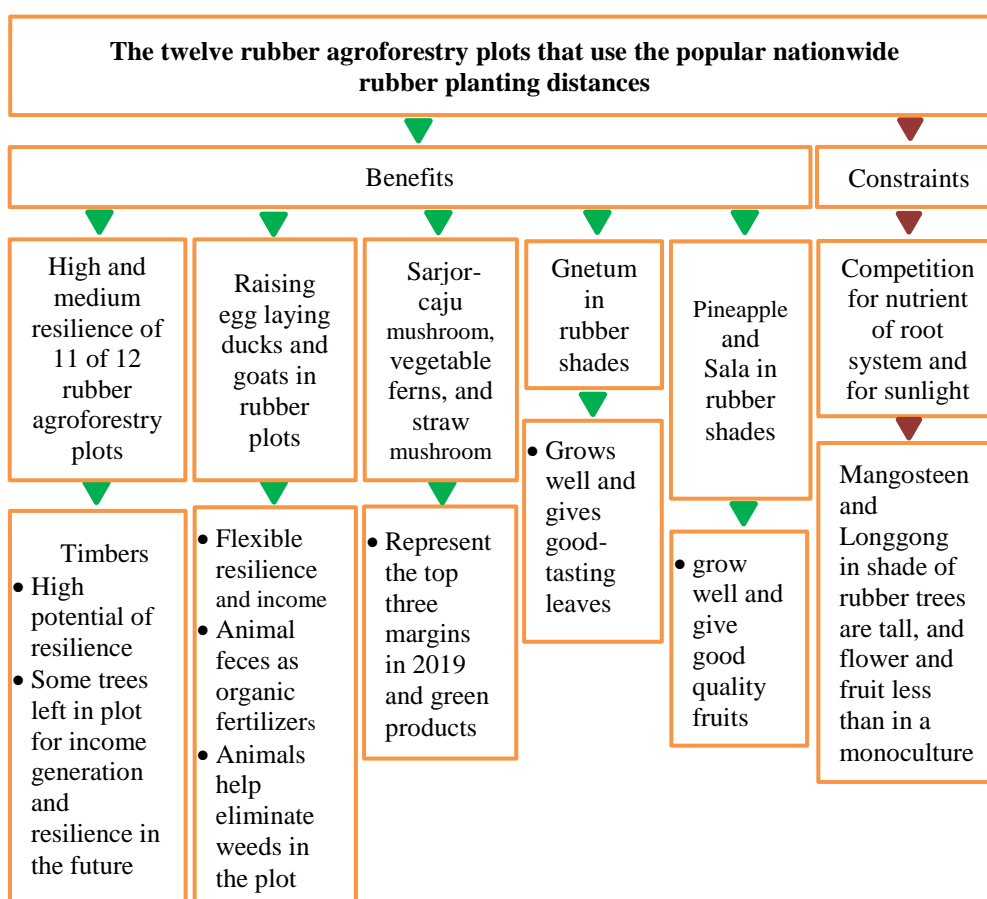 The twelve rubber agroforestry plots that use the popular nationwide
rubber planting distances
Benefits
Constraints
High and
medium
resilience of
11 of 12
rubber
agroforestry
plots
Raising
egg laying
ducks and
goats in
rubber
plots
Sarjor-
caju
mushroom,
vegetable
ferns, and
straw
mushroom
Gnetum
in
rubber
shades
Pineapple
and
Sala in
rubber
shades
Competition
for nutrient
of root
system and
for sunlight
Timbers
• High
potential of
resilience
• Some trees
left in plot
for income
generation
and
resilience in
the future
• Flexible
resilience
and income
• Animal
feces as
organic
fertilizers
• Animals
help
eliminate
weeds in
the plot
• Represent
the top
three
margins
in 2019
and green
products
• Grows
well and
gives
good-
tasting
leaves
• grow
well and
give
good
quality
fruits
Mangosteen
and
Longgong
in shade of
rubber trees
are tall, and
flower and
fruit less
than in a
monoculture